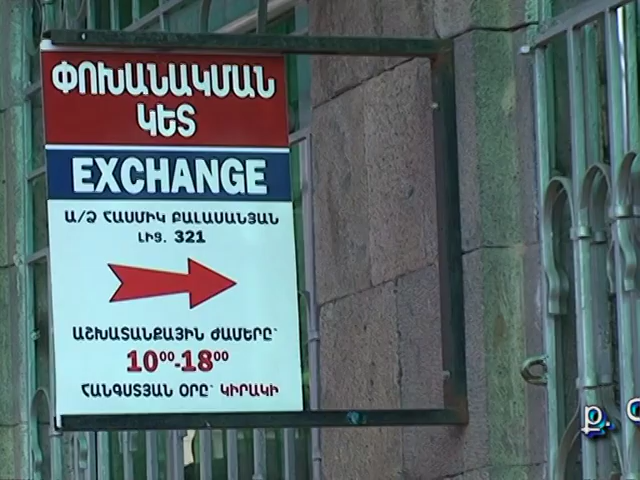 ՓՈԽԱՆԱԿՄԱՆ
ԿԵՏ
EXCHANGE
Ա/Ձ ՀԱՍՄԻԿ ԲԱԼԱՍԱՆՅԱՆ
ԼԻՑ. 321
ԱՇԽԱՏԱՆՔԱՅԻՆ ԺԱՄԵՐԸ՝
10⁰⁰-18⁰⁰
ՀԱՆԳՍՏՅԱՆ ՕՐԸ՝ ԿԻՐԱԿԻ
ք.